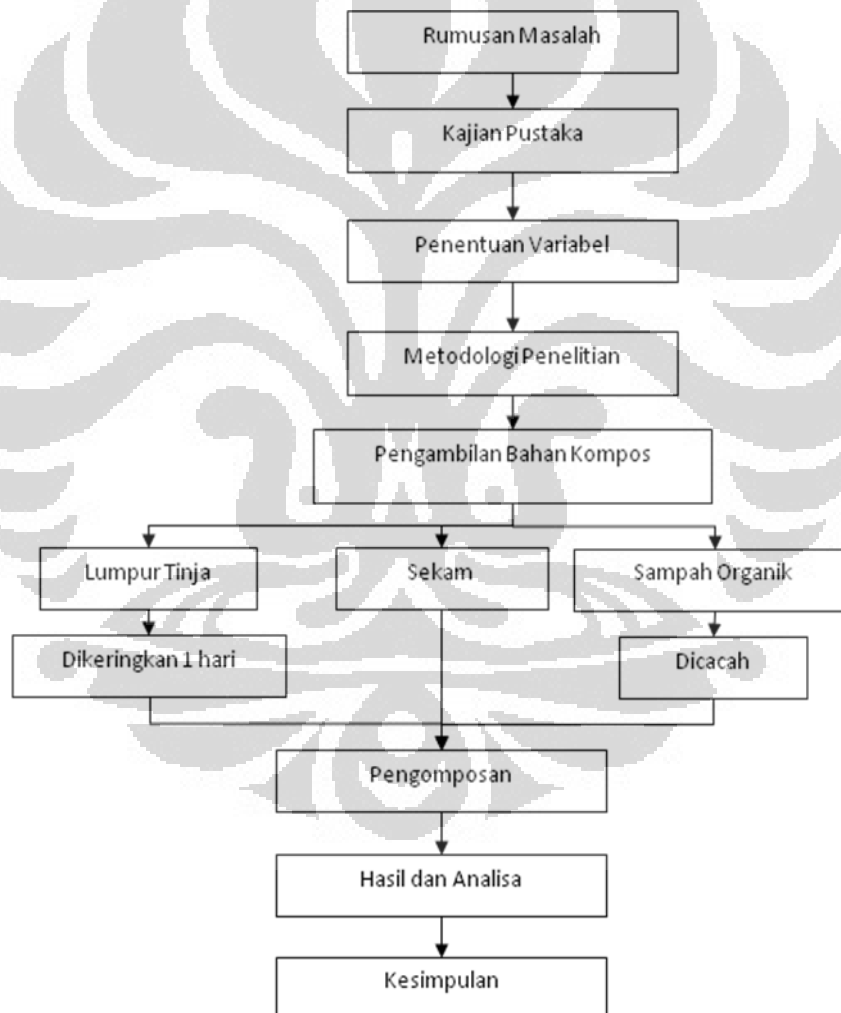 Rumusan Masalah
Kajian Pustaka
Penentuan Variabel
Metodologi Penelitian
Pengambilan Bahan Kompos
Lumpur Tinja
Sekam
Sampah Organik
Dikeringkan 1 hari
Dicacah
Pengomposan
Hasil dan Analisa
Kesimpulan